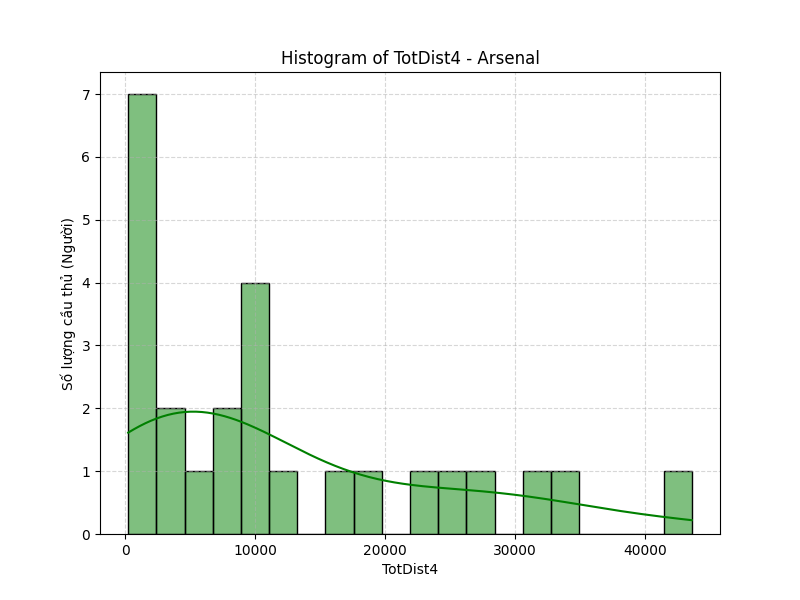 Histogram of TotDist4 - Arsenal
Số lượng cầu thủ (Người)
7
6
5
4
3
2
1
0
0 10000 20000 30000 40000
TotDist4